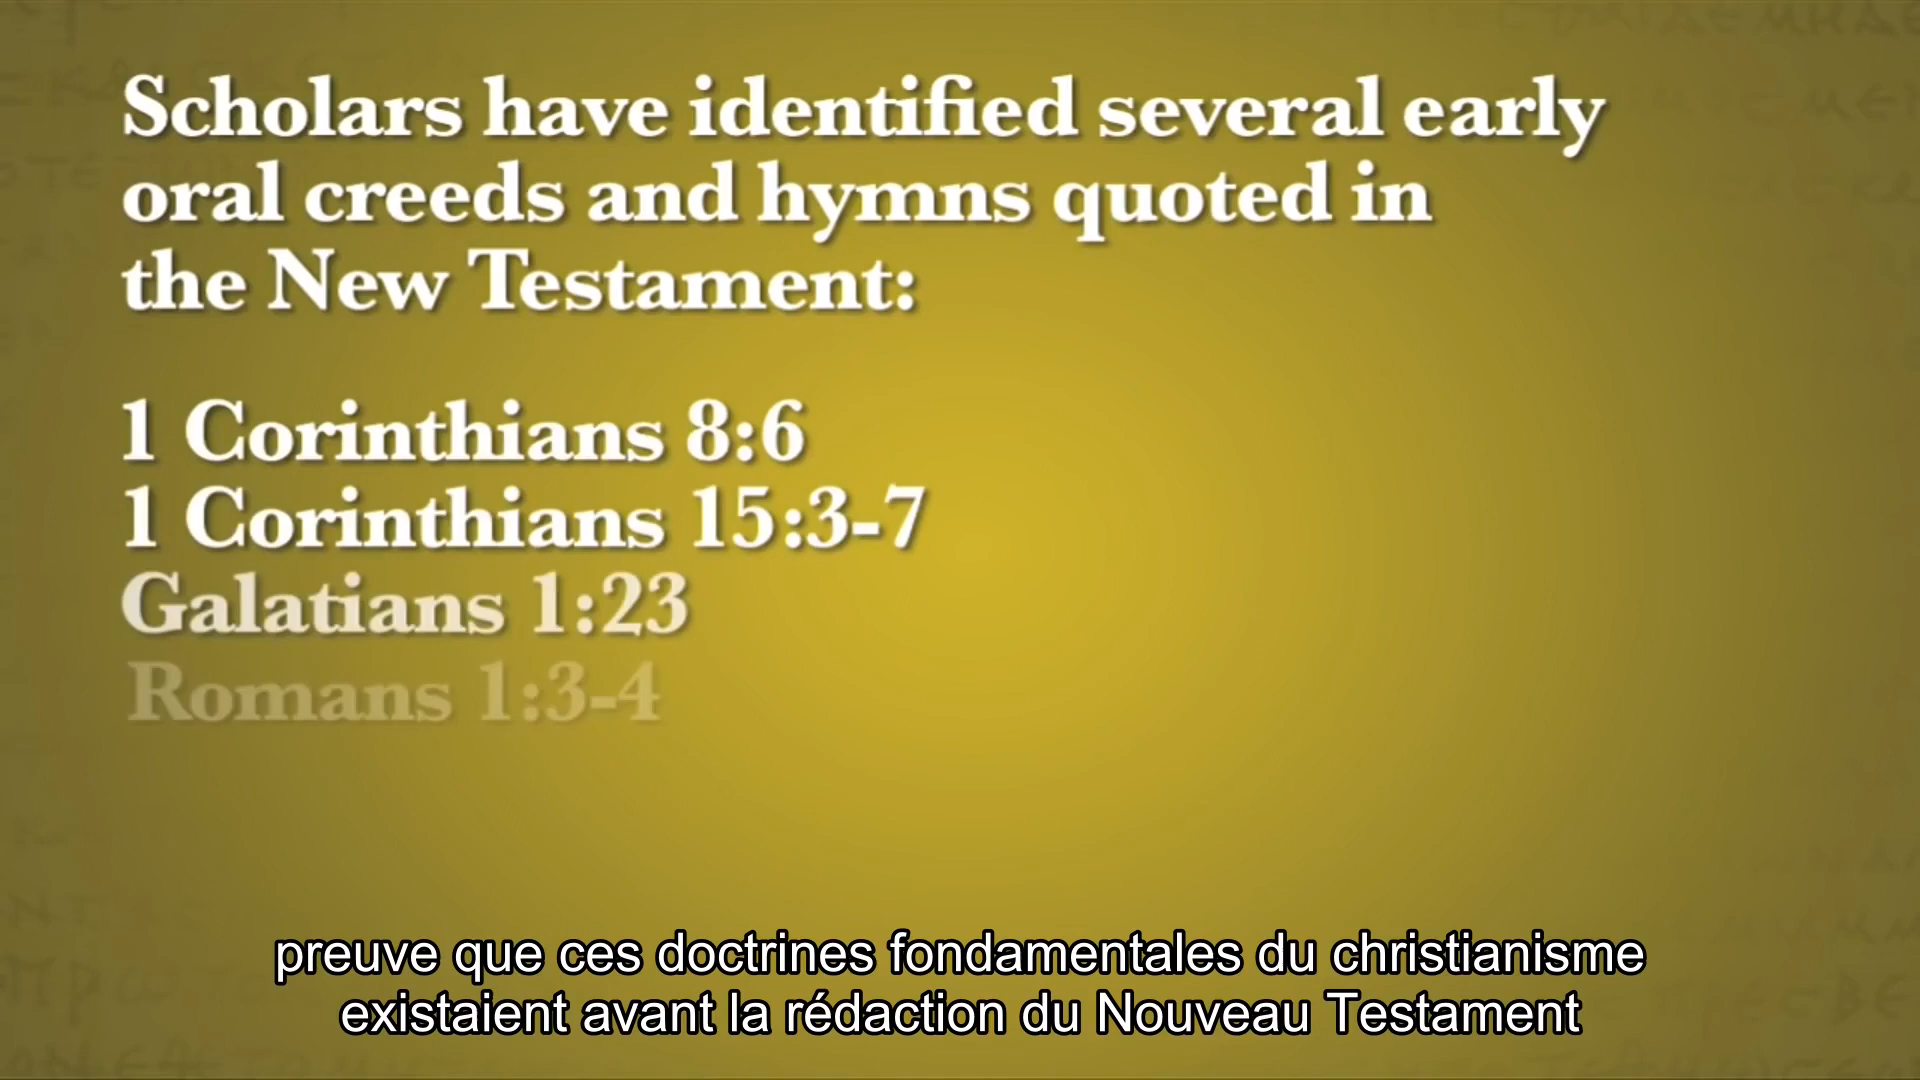 Scholars have identified several early
oral creeds and hymns quoted in
the New Testament:
1 Corinthians 8:6
1 Corinthians 15:3-7
Galatians 1:23
Romans 1:3-4
preuve que ces doctrines fondamentales du christianisme
existaient avant la rédaction du Nouveau Testament